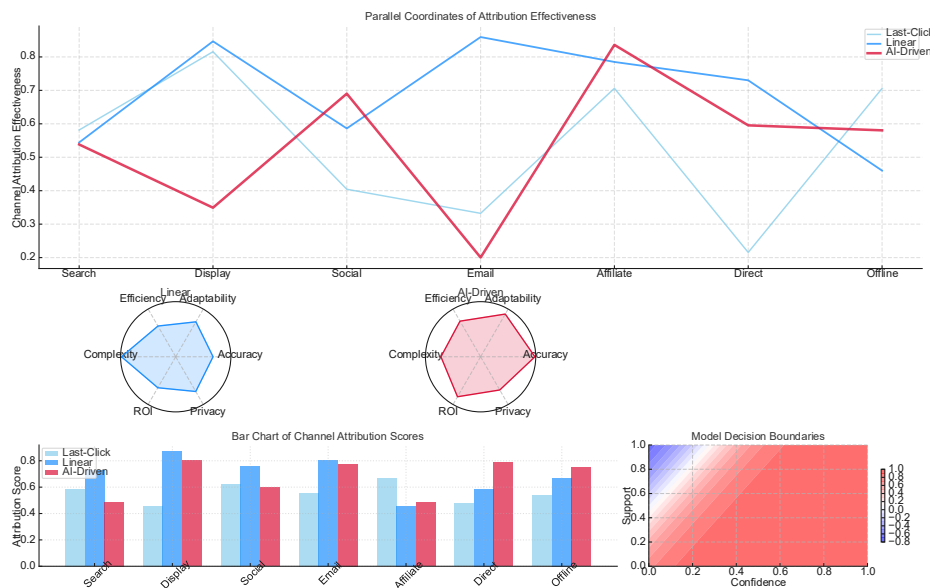 Parallel Coordinates of Attribution Effectiveness
Channel Attribution Effectiveness
0.8
0.7
0.6
0.5
0.4
0.3
0.2
Last-Click
Linear
AI-Driven
Search Display Social Email Affiliate Direct Offline
Linear
Efficiency Adaptability
Complexity Accuracy
ROI Privacy
AI-Driven
Efficiency Adaptability
Complexity Accuracy
ROI Privacy
Bar Chart of Channel Attribution Scores
Attribution Score
0.8
0.6
0.4
0.2
0.0
Last-Click
Linear
AI-Driven
Search Display Social Email Affiliate Direct Offline
Model Decision Boundaries
Support
1.0
0.8
0.6
0.4
0.2
0.0
0.0 0.2 0.4 0.6 0.8 1.0
Confidence
1.0
0.8
0.6
0.4
0.2
0.0
−0.2
−0.4
−0.6
−0.8